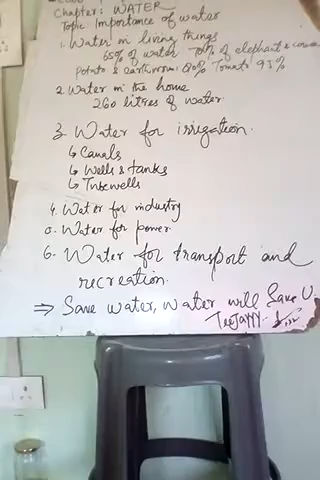 Chapter: WATER
Topic Importance of water
1. Water in living things
65% of water 70% of elephant &
Potato & earthworm 80% Tomato 93%
2. Water in the home
260 litres of water
3. Water for irrigation.
↳ Canals
↳ Wells & tanks
↳ Tubewells
4. Water for industry
5. Water for power
6. Water for transport and
recreation.
⇒ Save water, water will Save U
TeeJayyy.